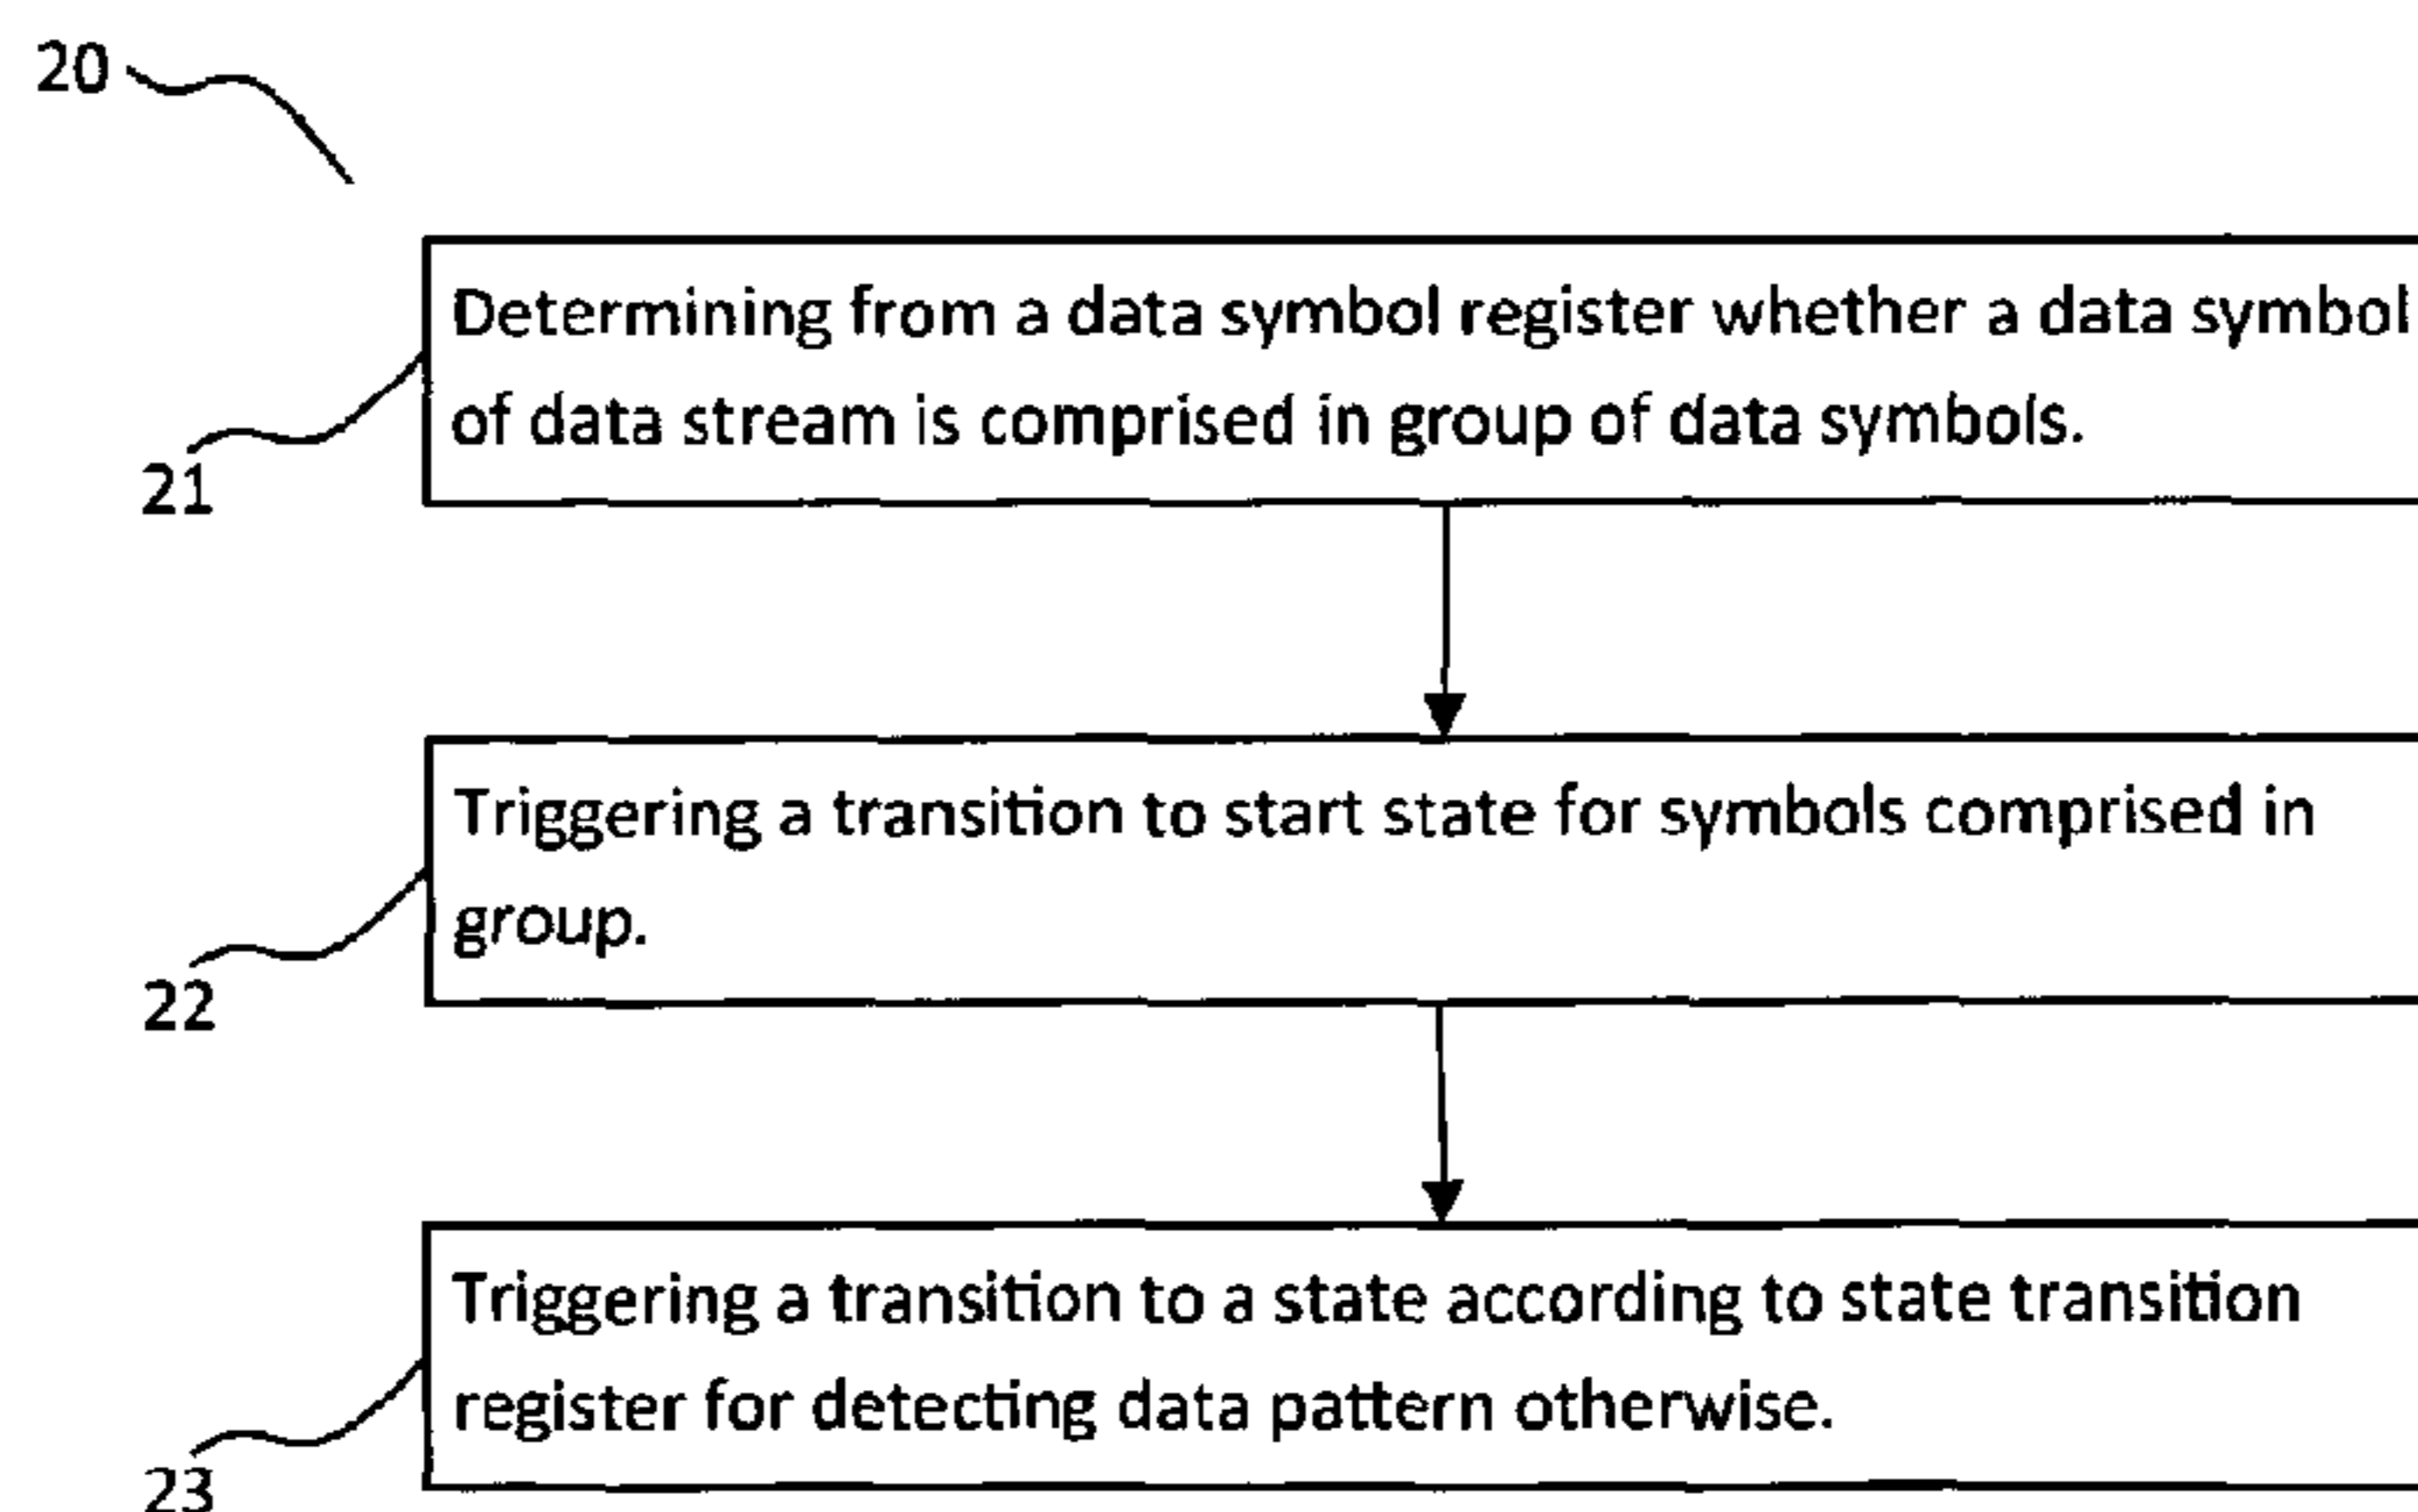 20
Determining from a data symbol register whether a data symbol
of data stream is comprised in group of data symbols.
21
Triggering a transition to start state for symbols comprised in
group.
22
Triggering a transition to a state according to state transition
register for detecting data pattern otherwise.
23